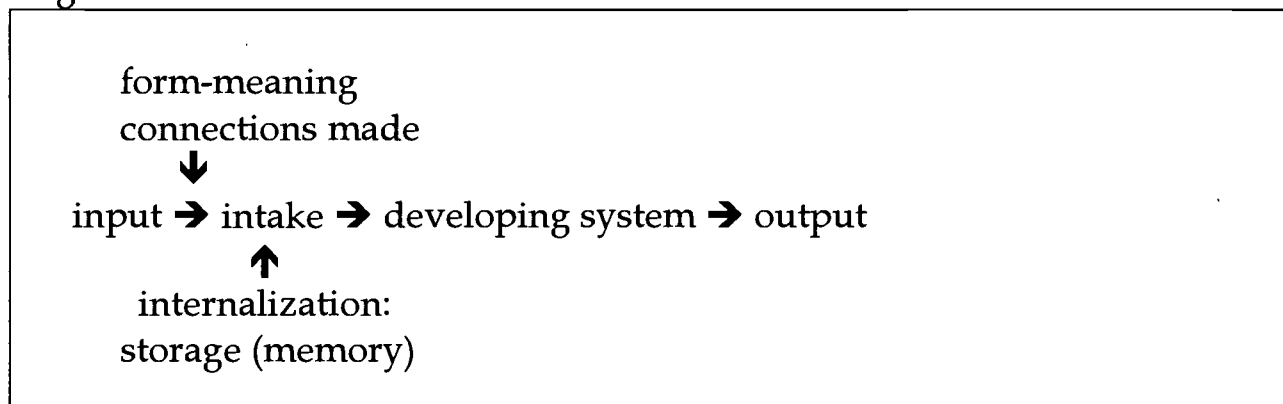 form-meaning
connections made
🡻
input 🡺 intake 🡺 developing system 🡺 output
🡹
internalization:
storage (memory)